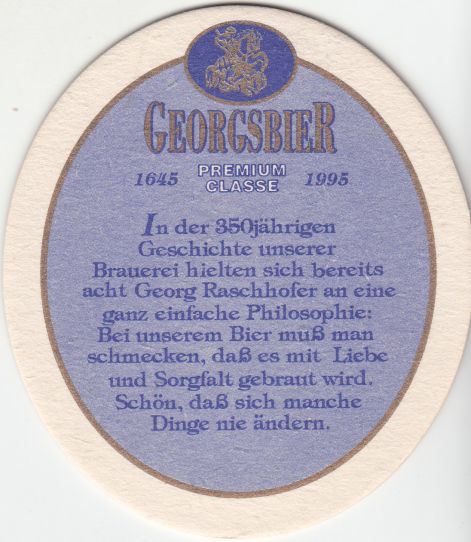 GEORGSBIER
1645 PREMIUM CLASSE 1995
In der 350jährigen
Geschichte unserer
Brauerei hielten sich bereits
acht Georg Raschhofer an eine
ganz einfache Philosophie:
Bei unserem Bier muß man
schmecken, daß es mit Liebe
und Sorgfalt gebraut wird.
Schön, daß sich manche
Dinge nie ändern.